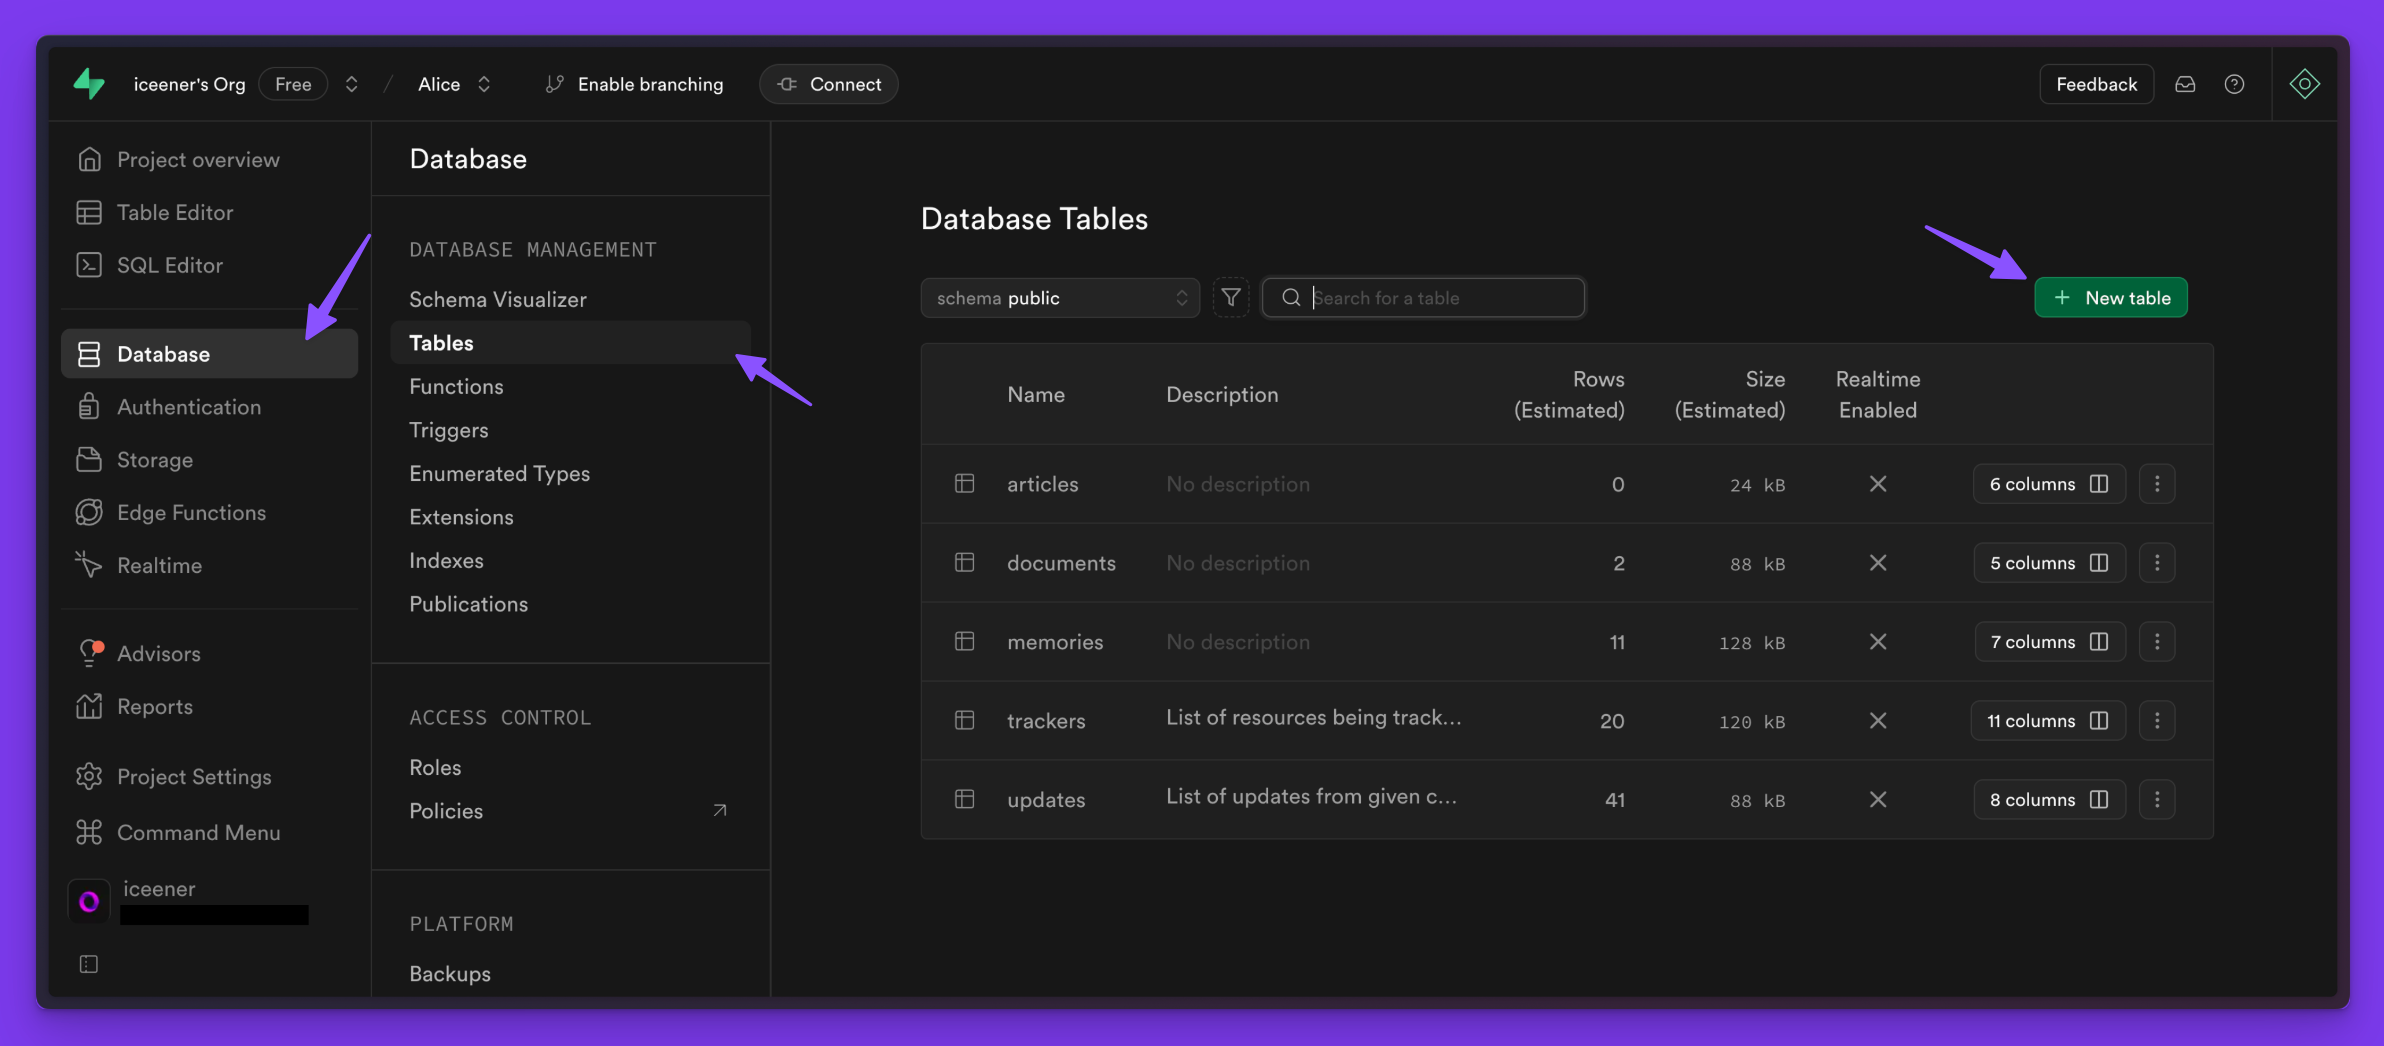 iceener's Org Free / Alice Enable branching Connect Feedback
Project overview
Table Editor
SQL Editor
Database
Authentication
Storage
Edge Functions
Realtime
Advisors
Reports
Project Settings
Command Menu
iceener
Database
DATABASE MANAGEMENT
Schema Visualizer
Tables
Functions
Triggers
Enumerated Types
Extensions
Indexes
Publications
ACCESS CONTROL
Roles
Policies
PLATFORM
Backups
Database Tables
schema public Search for a table + New table
Name Description Rows (Estimated) Size (Estimated) Realtime Enabled
articles No description 0 24 kB 6 columns
documents No description 2 88 kB 5 columns
memories No description 11 128 kB 7 columns
trackers List of resources being track... 20 120 kB 11 columns
updates List of updates from given c... 41 88 kB 8 columns